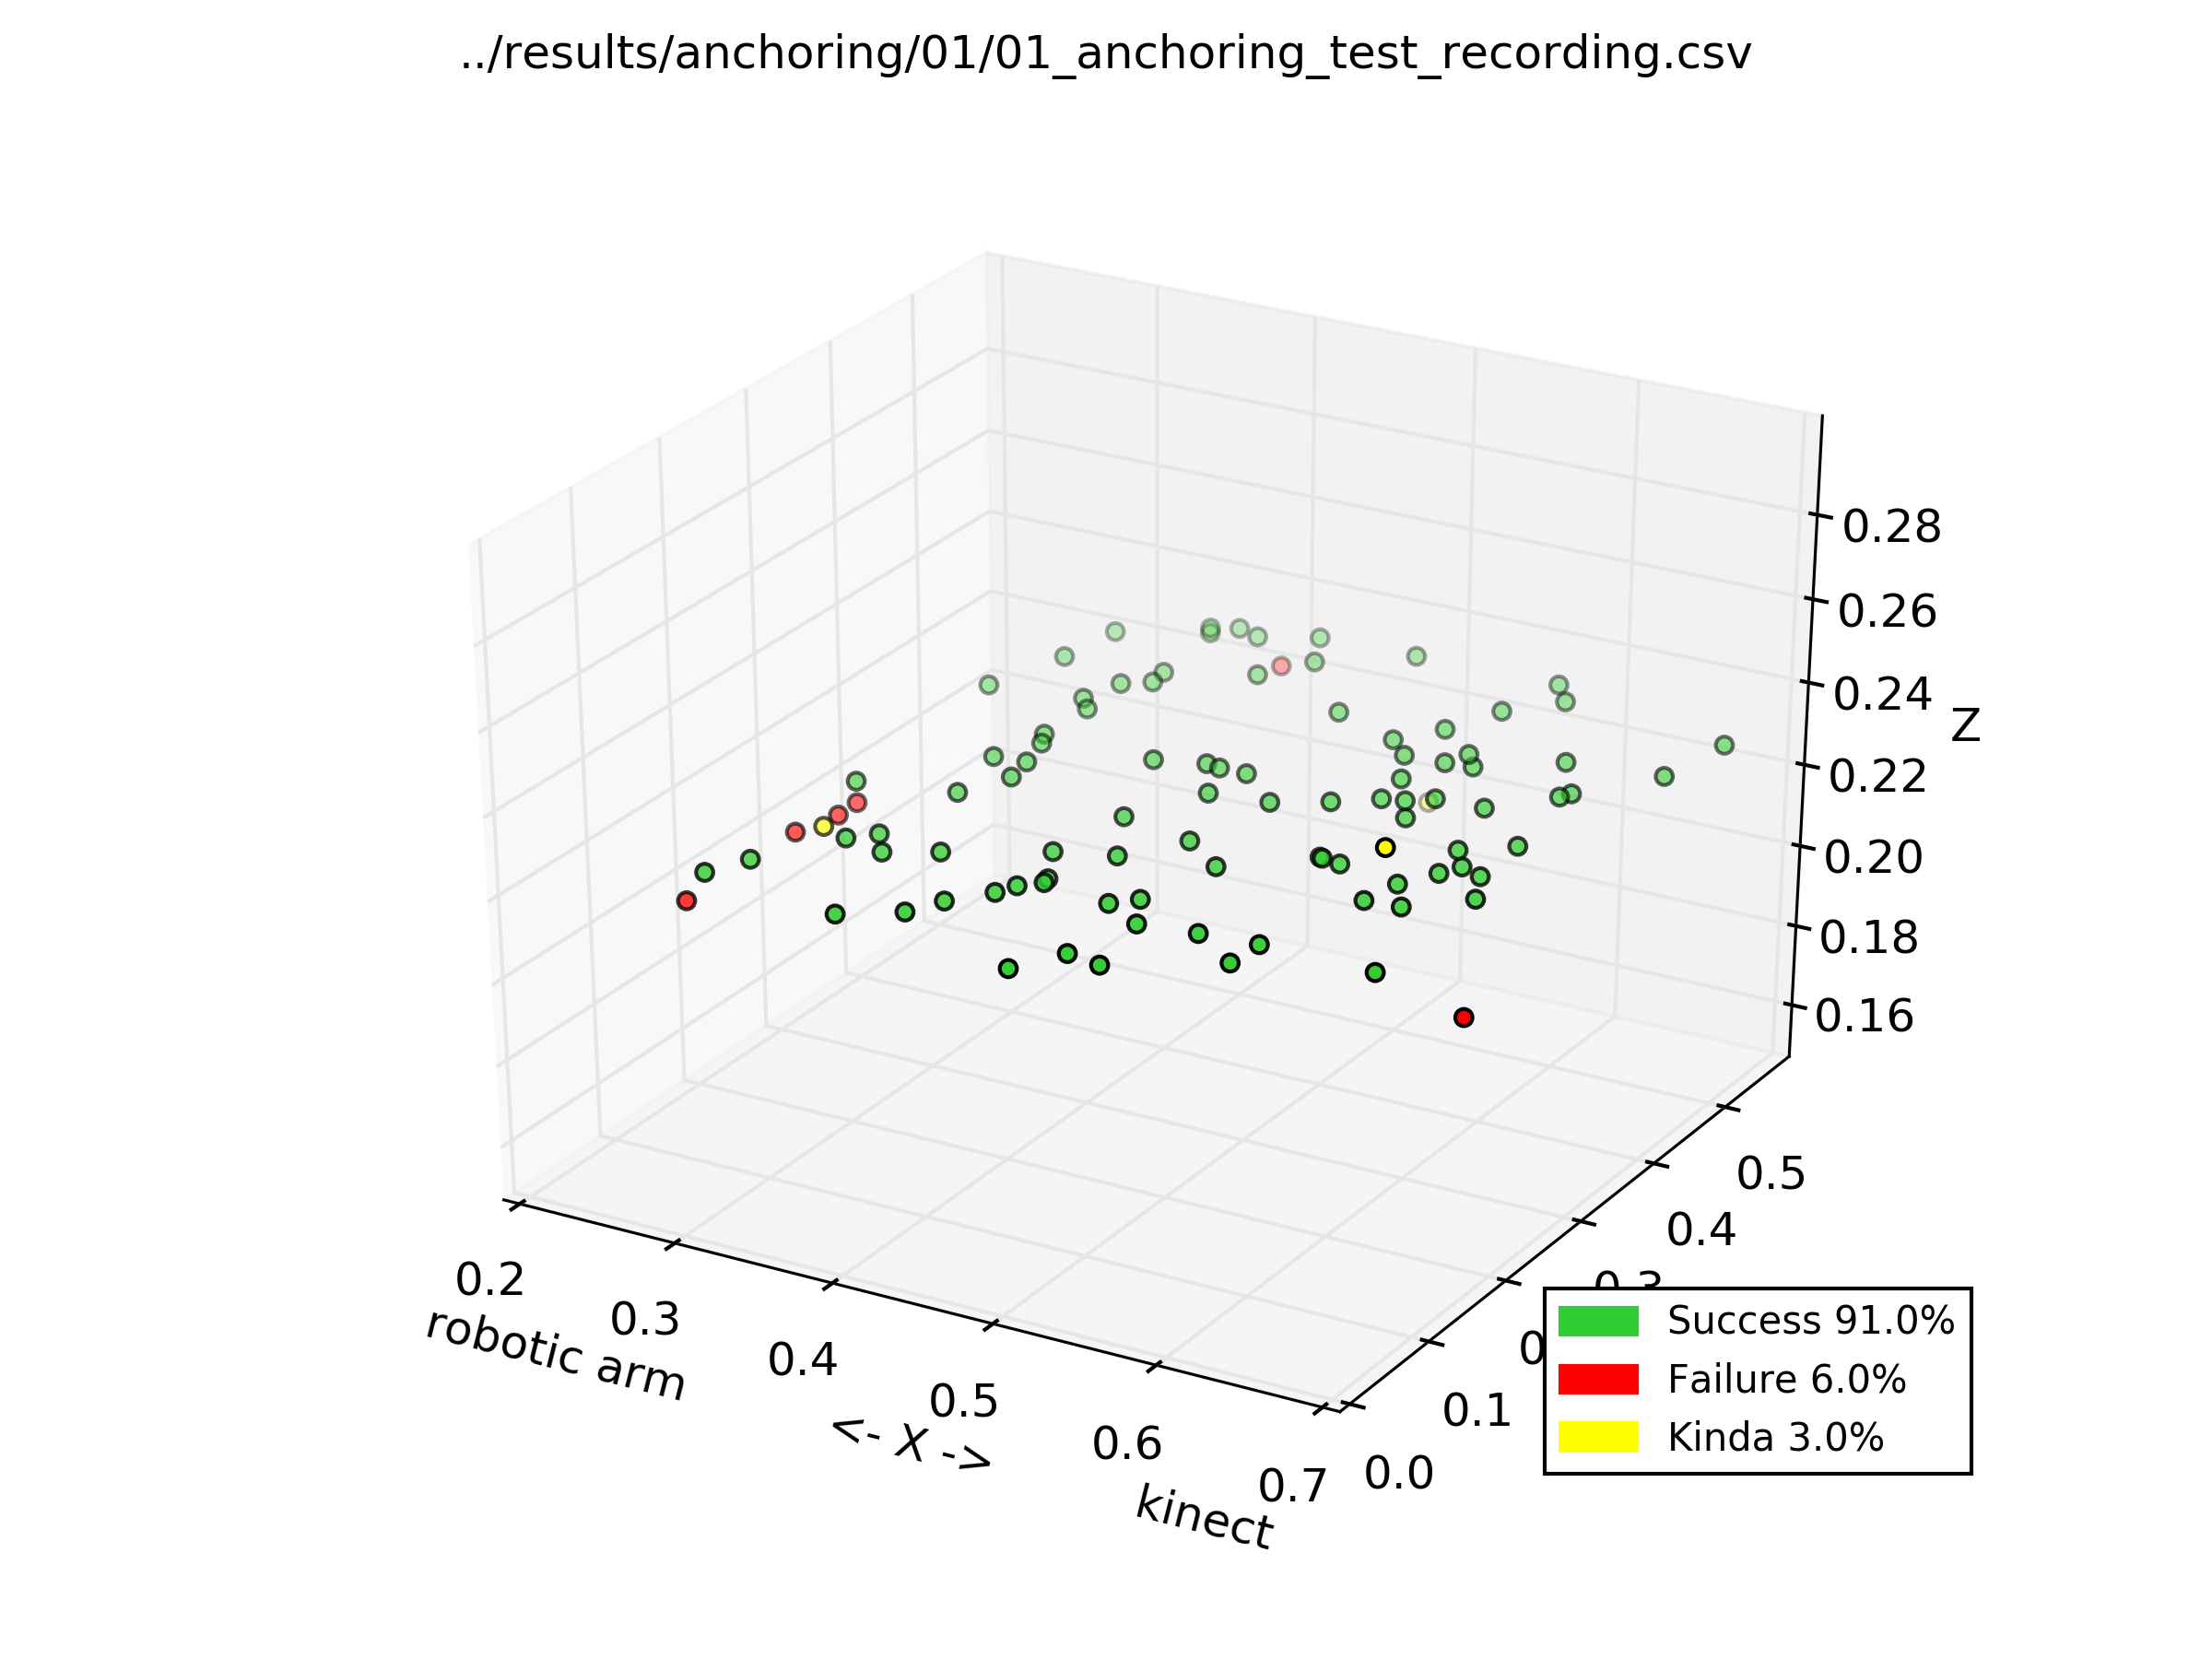 ../results/anchoring/01/01_anchoring_test_recording.csv
0.28
0.26
0.24
Z
0.22
0.20
0.18
0.16
0.5
0.4
0.3
0.1
0.0
0.2
0.3
0.4
0.5
0.6
0.7
robotic arm
<- X ->
kinect
Success 91.0%
Failure 6.0%
Kinda 3.0%